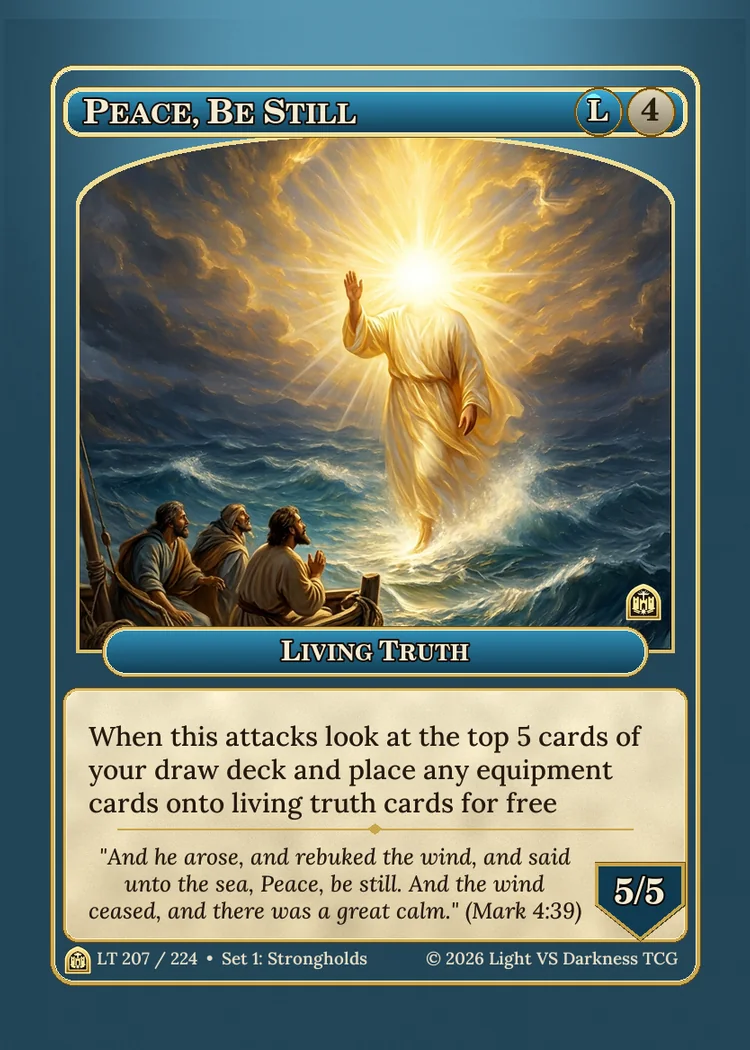 PEACE, BE STILL
L 4
LIVING TRUTH
When this attacks look at the top 5 cards of
your draw deck and place any equipment
cards onto living truth cards for free
"And he arose, and rebuked the wind, and said
unto the sea, Peace, be still. And the wind
ceased, and there was a great calm." (Mark 4:39)
5/5
LT 207 / 224 • Set 1: Strongholds © 2026 Light VS Darkness TCG